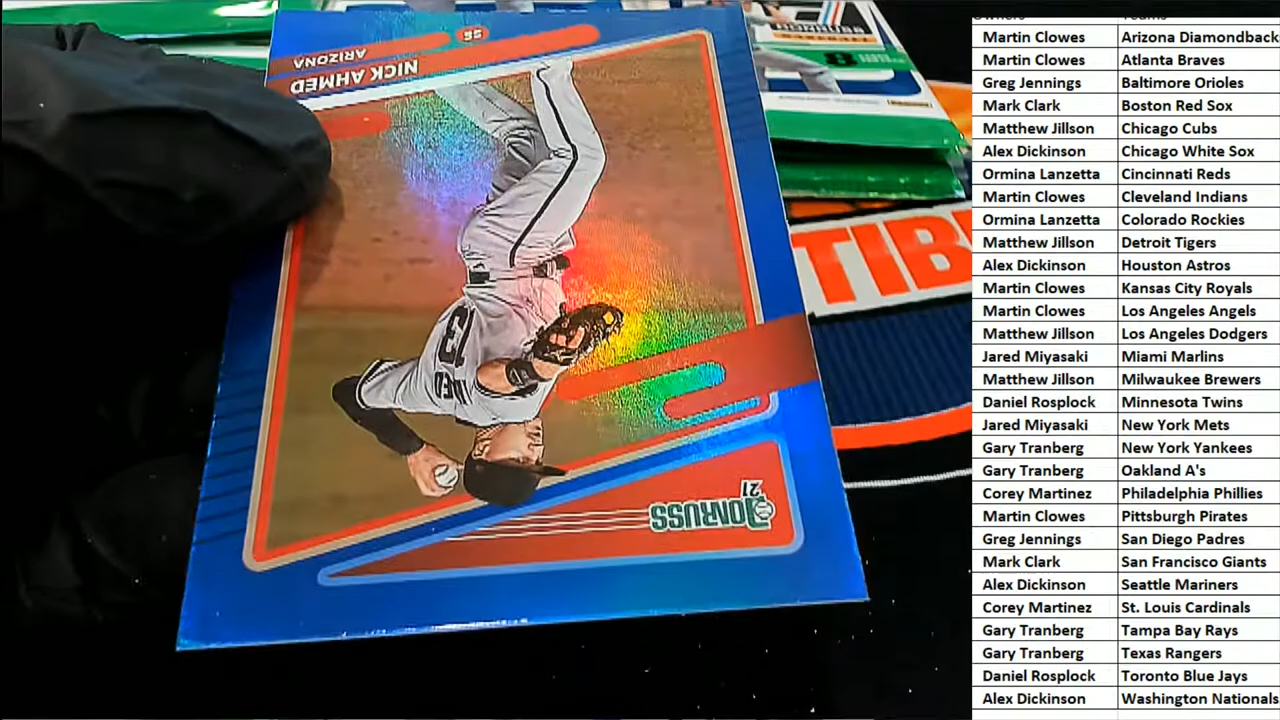 Owners Teams
Martin Clowes Arizona Diamondback
Martin Clowes Atlanta Braves
Greg Jennings Baltimore Orioles
Mark Clark Boston Red Sox
Matthew Jillson Chicago Cubs
Alex Dickinson Chicago White Sox
Ormina Lanzetta Cincinnati Reds
Martin Clowes Cleveland Indians
Ormina Lanzetta Colorado Rockies
Matthew Jillson Detroit Tigers
Alex Dickinson Houston Astros
Martin Clowes Kansas City Royals
Martin Clowes Los Angeles Angels
Matthew Jillson Los Angeles Dodgers
Jared Miyasaki Miami Marlins
Matthew Jillson Milwaukee Brewers
Daniel Rosplock Minnesota Twins
Jared Miyasaki New York Mets
Gary Tranberg New York Yankees
Gary Tranberg Oakland A's
Corey Martinez Philadelphia Phillies
Martin Clowes Pittsburgh Pirates
Greg Jennings San Diego Padres
Mark Clark San Francisco Giants
Alex Dickinson Seattle Mariners
Corey Martinez St. Louis Cardinals
Gary Tranberg Tampa Bay Rays
Gary Tranberg Texas Rangers
Daniel Rosplock Toronto Blue Jays
Alex Dickinson Washington Nationals
21
DONRUSS
13
NICK AHMED
ARIZONA
SS
8
TIB